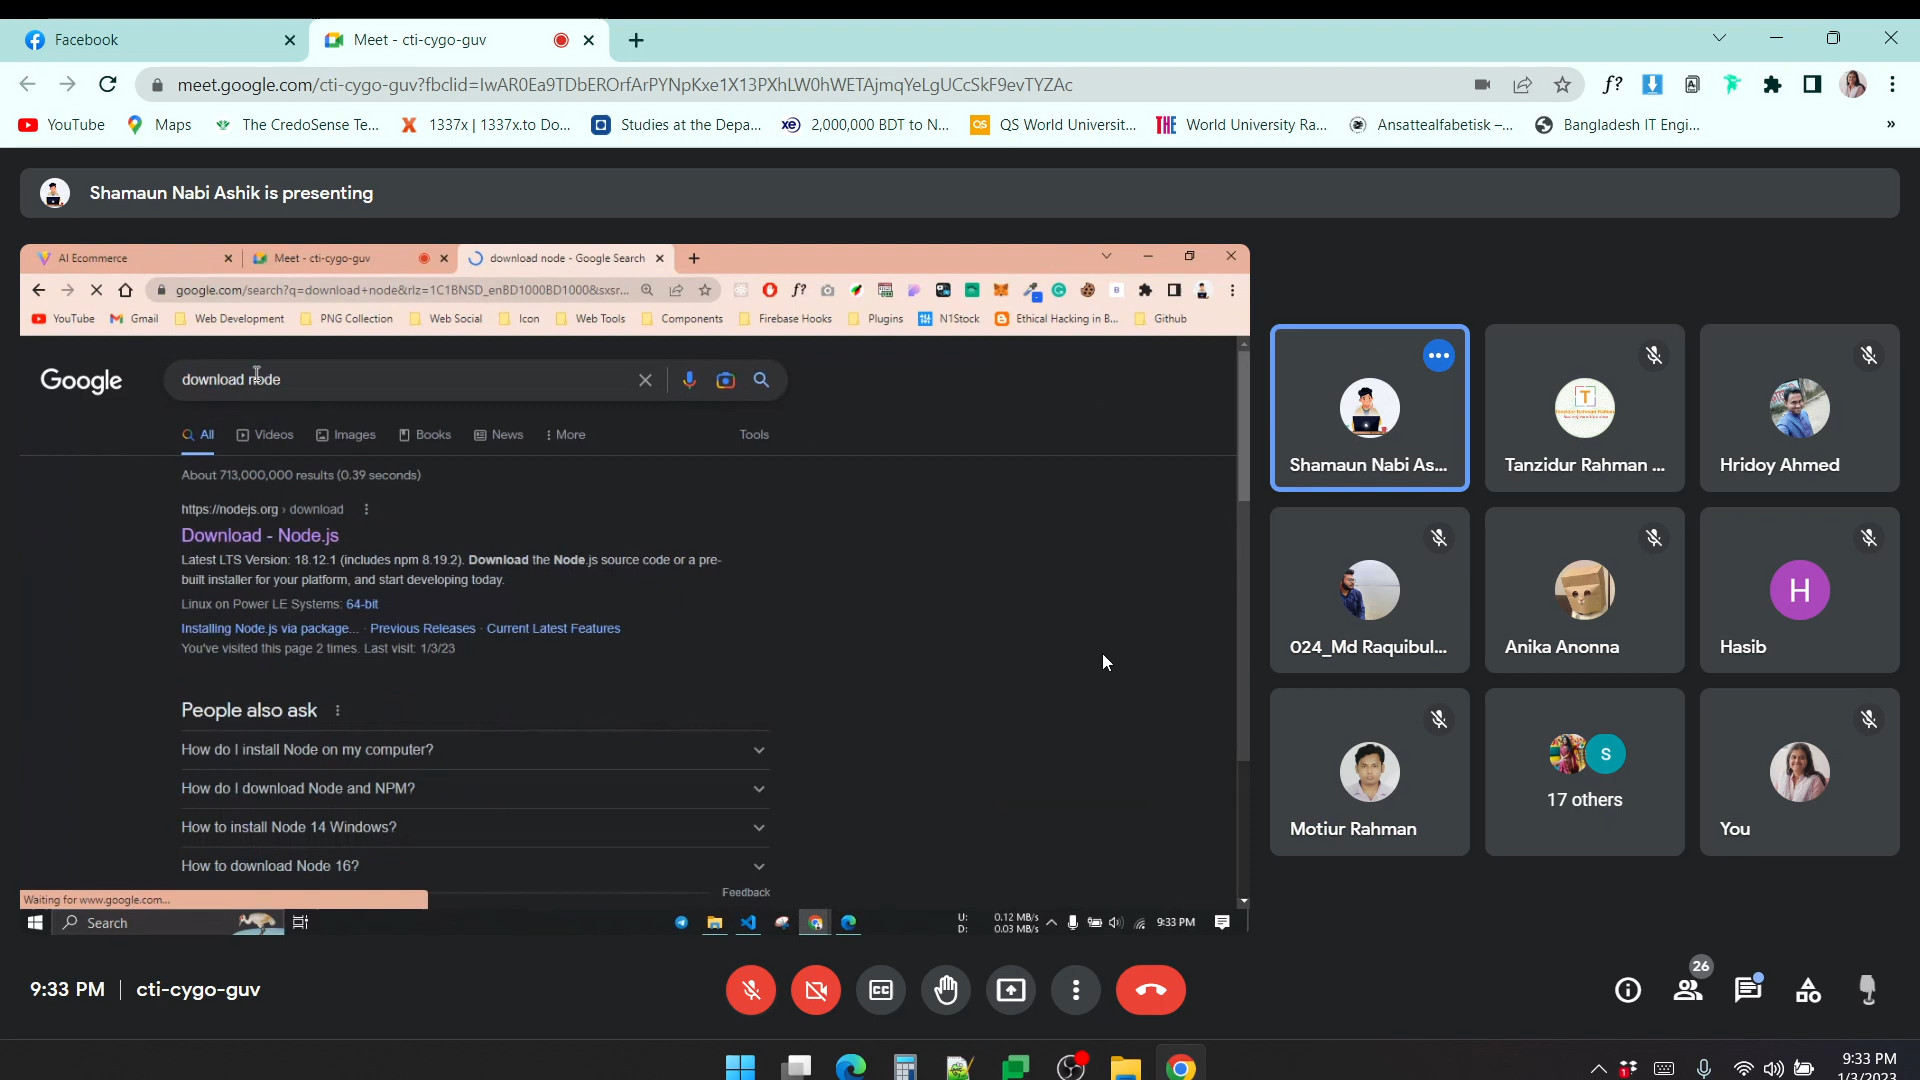 Facebook
Meet - cti-cygo-guv
meet.google.com/cti-cygo-guv?fbclid=IwAR0Ea9TDbEROrfArPYNpKxe1X13PXhLW0hWETAjmqYeLgUCcSkF9evTYZAc
YouTube
Maps
The CredoSense Te...
1337x | 1337x.to Do...
Studies at the Depa...
2,000,000 BDT to N...
QS World Universit...
World University Ra...
Ansattealfabetisk –...
Bangladesh IT Engi...
»
Shamaun Nabi Ashik is presenting
AI Ecommerce
Meet - cti-cygo-guv
download node - Google Search
google.com/search?q=download+node&rlz=1C1BNSD_enBD1000BD1000&sxsr...
YouTube
Gmail
Web Development
PNG Collection
Web Social
Icon
Web Tools
Components
Firebase Hooks
Plugins
N1Stock
Ethical Hacking in B...
Github
Google
download node
All
Videos
Images
Books
News
More
Tools
About 713,000,000 results (0.39 seconds)
https://nodejs.org › download
Download - Node.js
Latest LTS Version: 18.12.1 (includes npm 8.19.2). Download the Node.js source code or a pre-
built installer for your platform, and start developing today.
Linux on Power LE Systems: 64-bit
Installing Node.js via package... · Previous Releases · Current Latest Features
You've visited this page 2 times. Last visit: 1/3/23
People also ask
How do I install Node on my computer?
How do I download Node and NPM?
How to install Node 14 Windows?
How to download Node 16?
Feedback
Waiting for www.google.com...
Search
U: 0.12 MB/s
D: 0.03 MB/s
9:33 PM
Shamaun Nabi As...
Tanzidur Rahman ...
Hridoy Ahmed
024_Md Raquibul...
Anika Anonna
H
Hasib
Motiur Rahman
S
17 others
You
9:33 PM | cti-cygo-guv
26
9:33 PM
1/3/2023